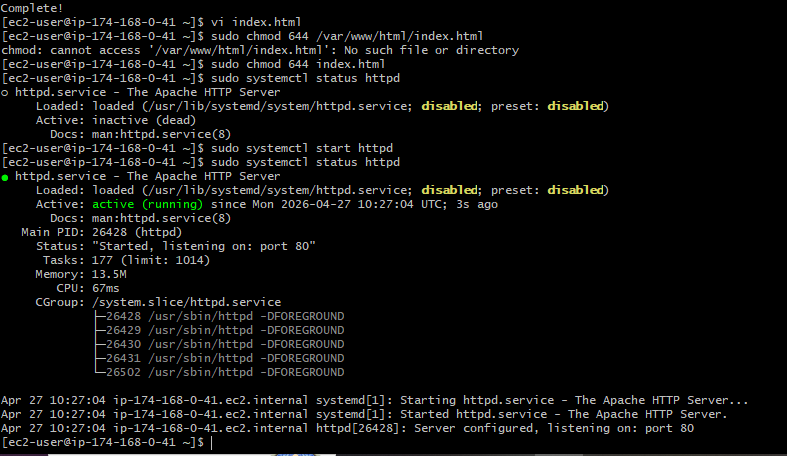 Complete!
[ec2-user@ip-174-168-0-41 ~]$ vi index.html
[ec2-user@ip-174-168-0-41 ~]$ sudo chmod 644 /var/www/html/index.html
chmod: cannot access '/var/www/html/index.html': No such file or directory
[ec2-user@ip-174-168-0-41 ~]$ sudo chmod 644 index.html
[ec2-user@ip-174-168-0-41 ~]$ sudo systemctl status httpd
○ httpd.service - The Apache HTTP Server
     Loaded: loaded (/usr/lib/systemd/system/httpd.service; disabled; preset: disabled)
     Active: inactive (dead)
       Docs: man:httpd.service(8)
[ec2-user@ip-174-168-0-41 ~]$ sudo systemctl start httpd
[ec2-user@ip-174-168-0-41 ~]$ sudo systemctl status httpd
● httpd.service - The Apache HTTP Server
     Loaded: loaded (/usr/lib/systemd/system/httpd.service; disabled; preset: disabled)
     Active: active (running) since Mon 2026-04-27 10:27:04 UTC; 3s ago
       Docs: man:httpd.service(8)
   Main PID: 26428 (httpd)
     Status: "Started, listening on: port 80"
      Tasks: 177 (limit: 1014)
     Memory: 13.5M
        CPU: 67ms
     CGroup: /system.slice/httpd.service
             ├─26428 /usr/sbin/httpd -DFOREGROUND
             ├─26429 /usr/sbin/httpd -DFOREGROUND
             ├─26430 /usr/sbin/httpd -DFOREGROUND
             ├─26431 /usr/sbin/httpd -DFOREGROUND
             └─26502 /usr/sbin/httpd -DFOREGROUND
Apr 27 10:27:04 ip-174-168-0-41.ec2.internal systemd[1]: Starting httpd.service - The Apache HTTP Server...
Apr 27 10:27:04 ip-174-168-0-41.ec2.internal systemd[1]: Started httpd.service - The Apache HTTP Server.
Apr 27 10:27:04 ip-174-168-0-41.ec2.internal httpd[26428]: Server configured, listening on: port 80
[ec2-user@ip-174-168-0-41 ~]$